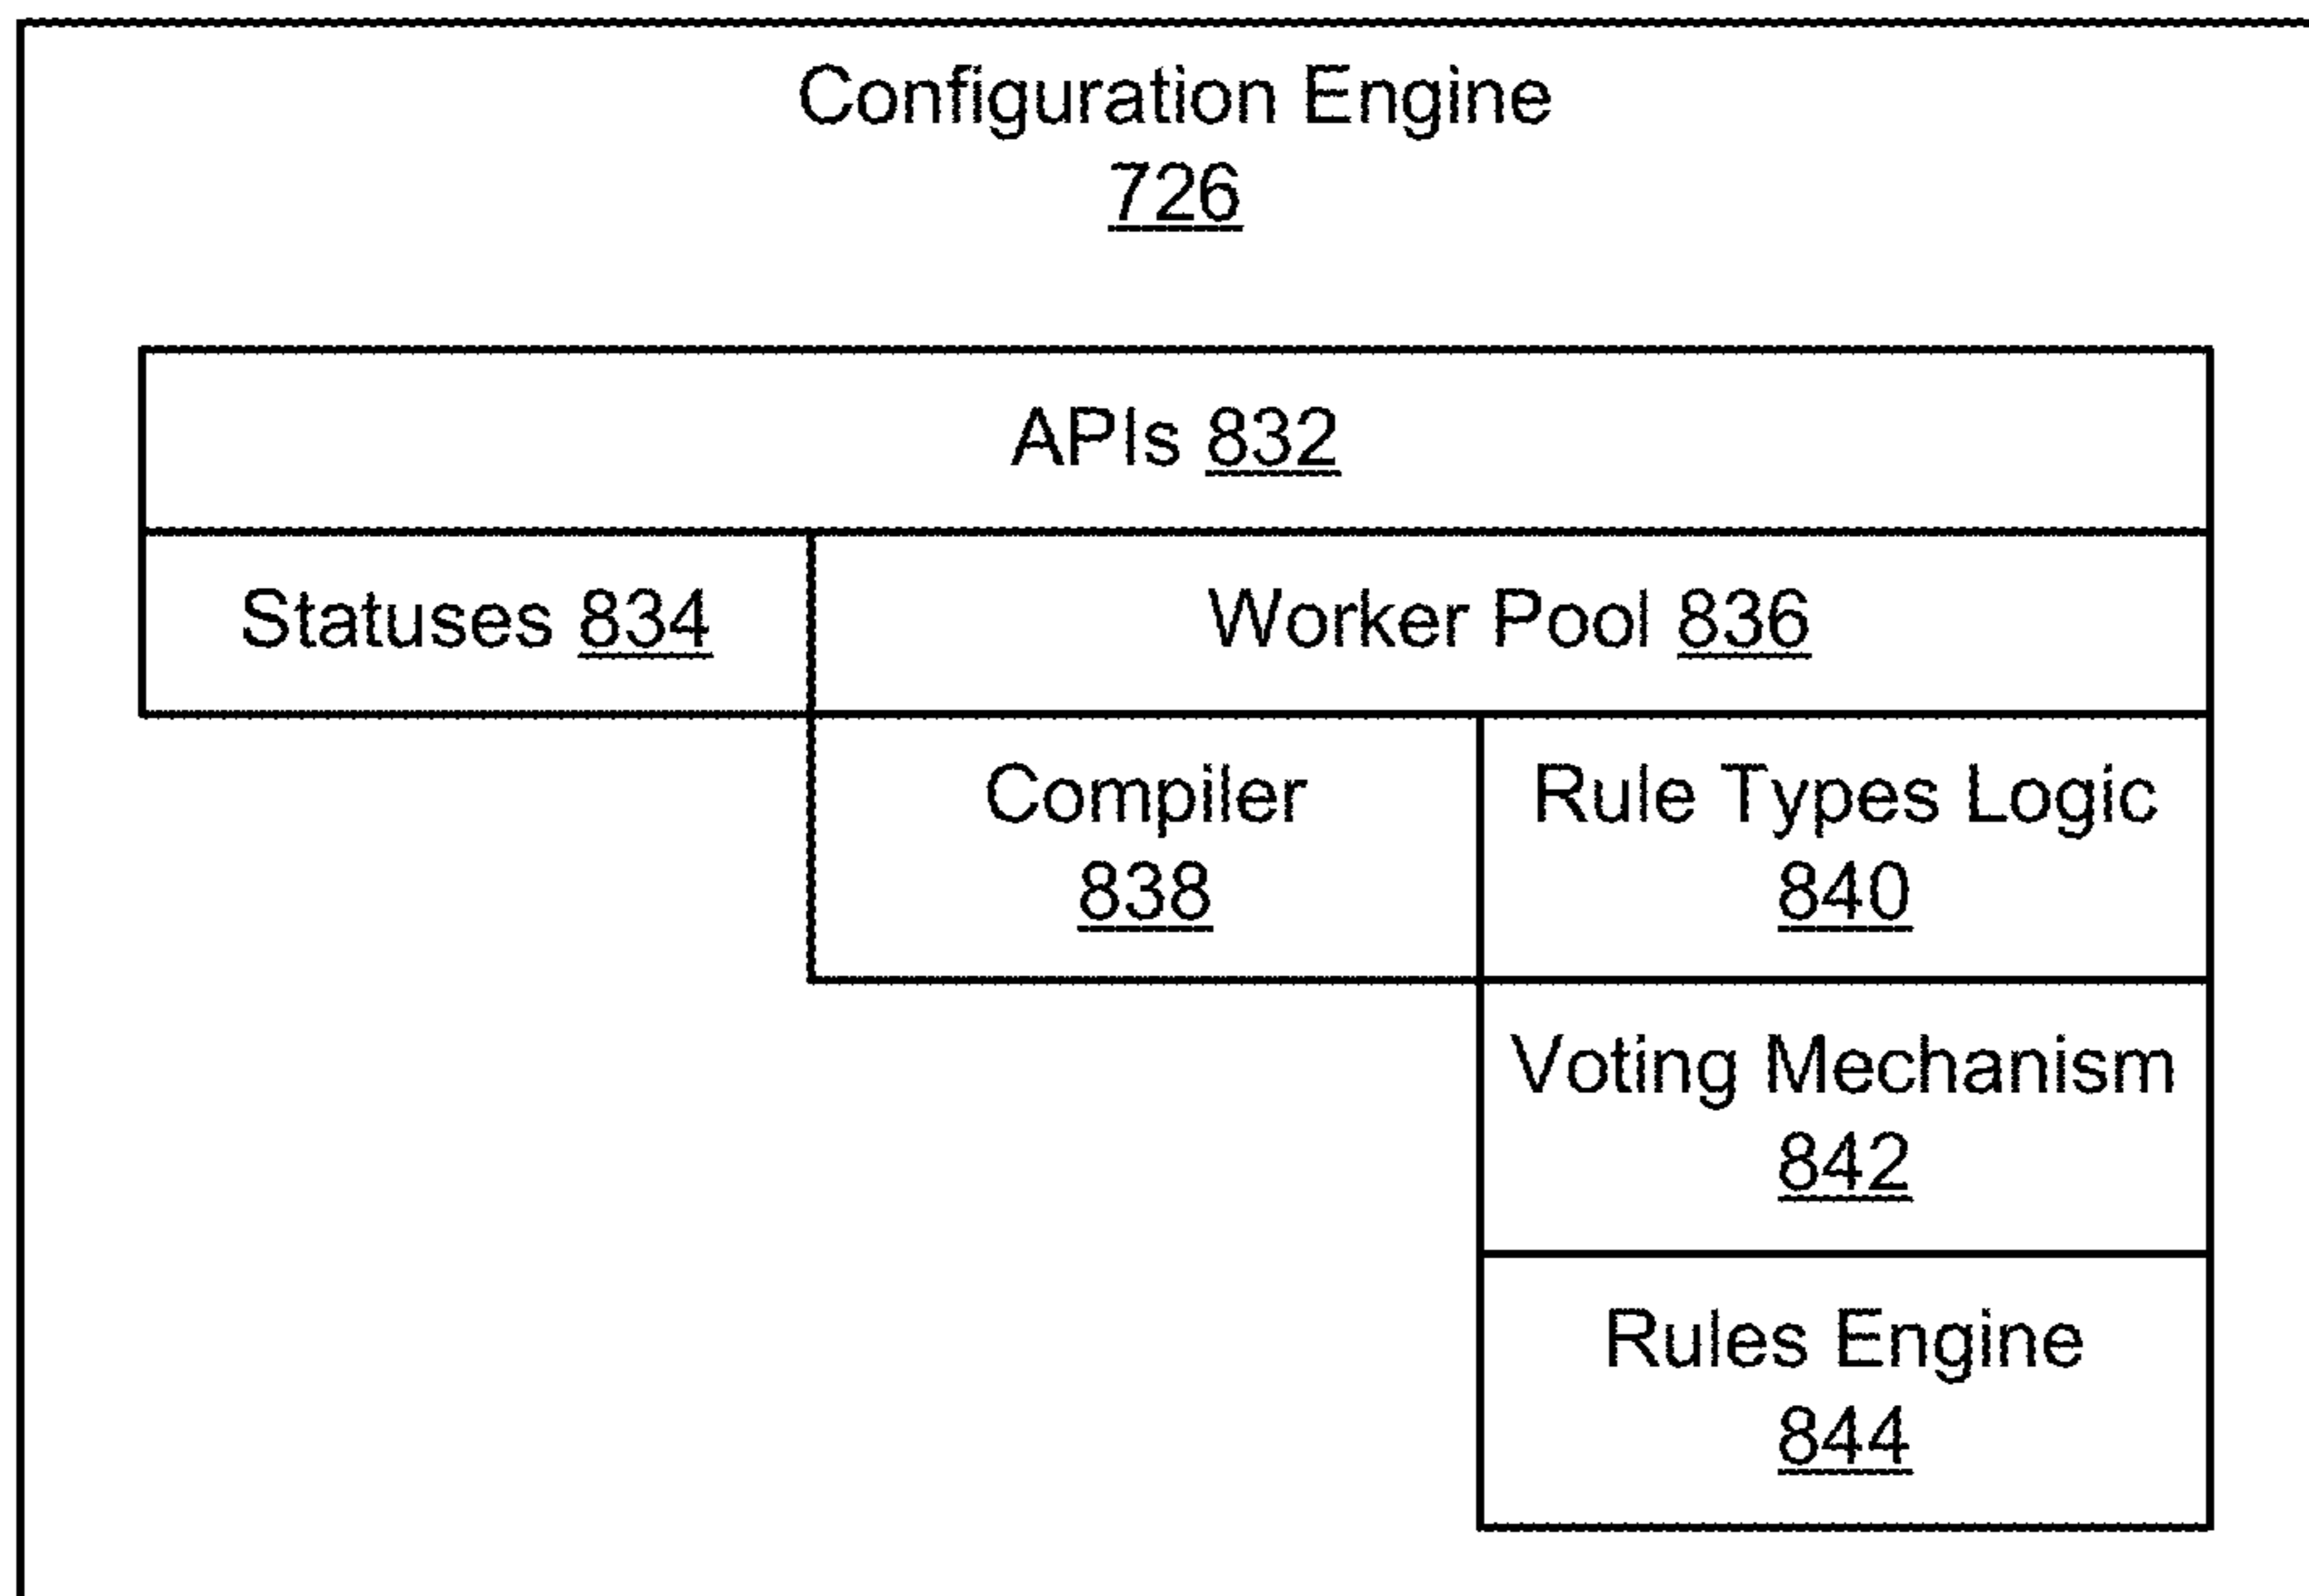 Configuration Engine
726
APIs 832
Statuses 834
Worker Pool 836
Compiler
838
Rule Types Logic
840
Voting Mechanism
842
Rules Engine
844